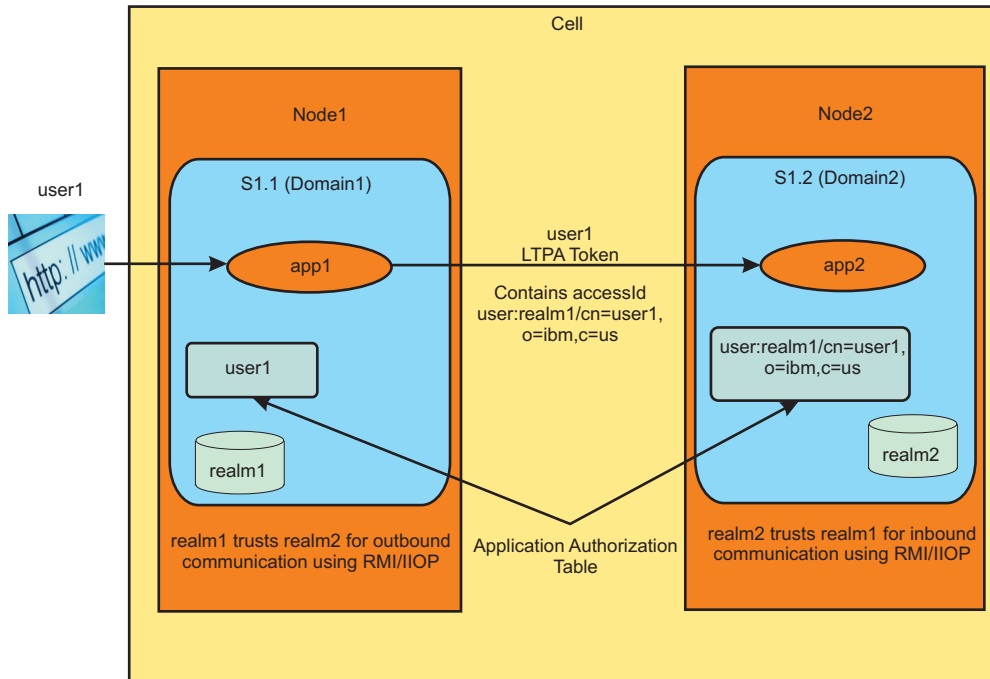 Cell
Node1
Node2
user1
S1.1 (Domain1)
S1.2 (Domain2)
http: // www
app1
user1
LTPA Token
app2
Contains accessId
user:realm1/cn=user1,
o=ibm,c=us
user1
user:realm1/cn=user1,
o=ibm,c=us
realm1
realm2
realm1 trusts realm2 for outbound
communication using RMI/IIOP
Application Authorization
Table
realm2 trusts realm1 for inbound
communication using RMI/IIOP